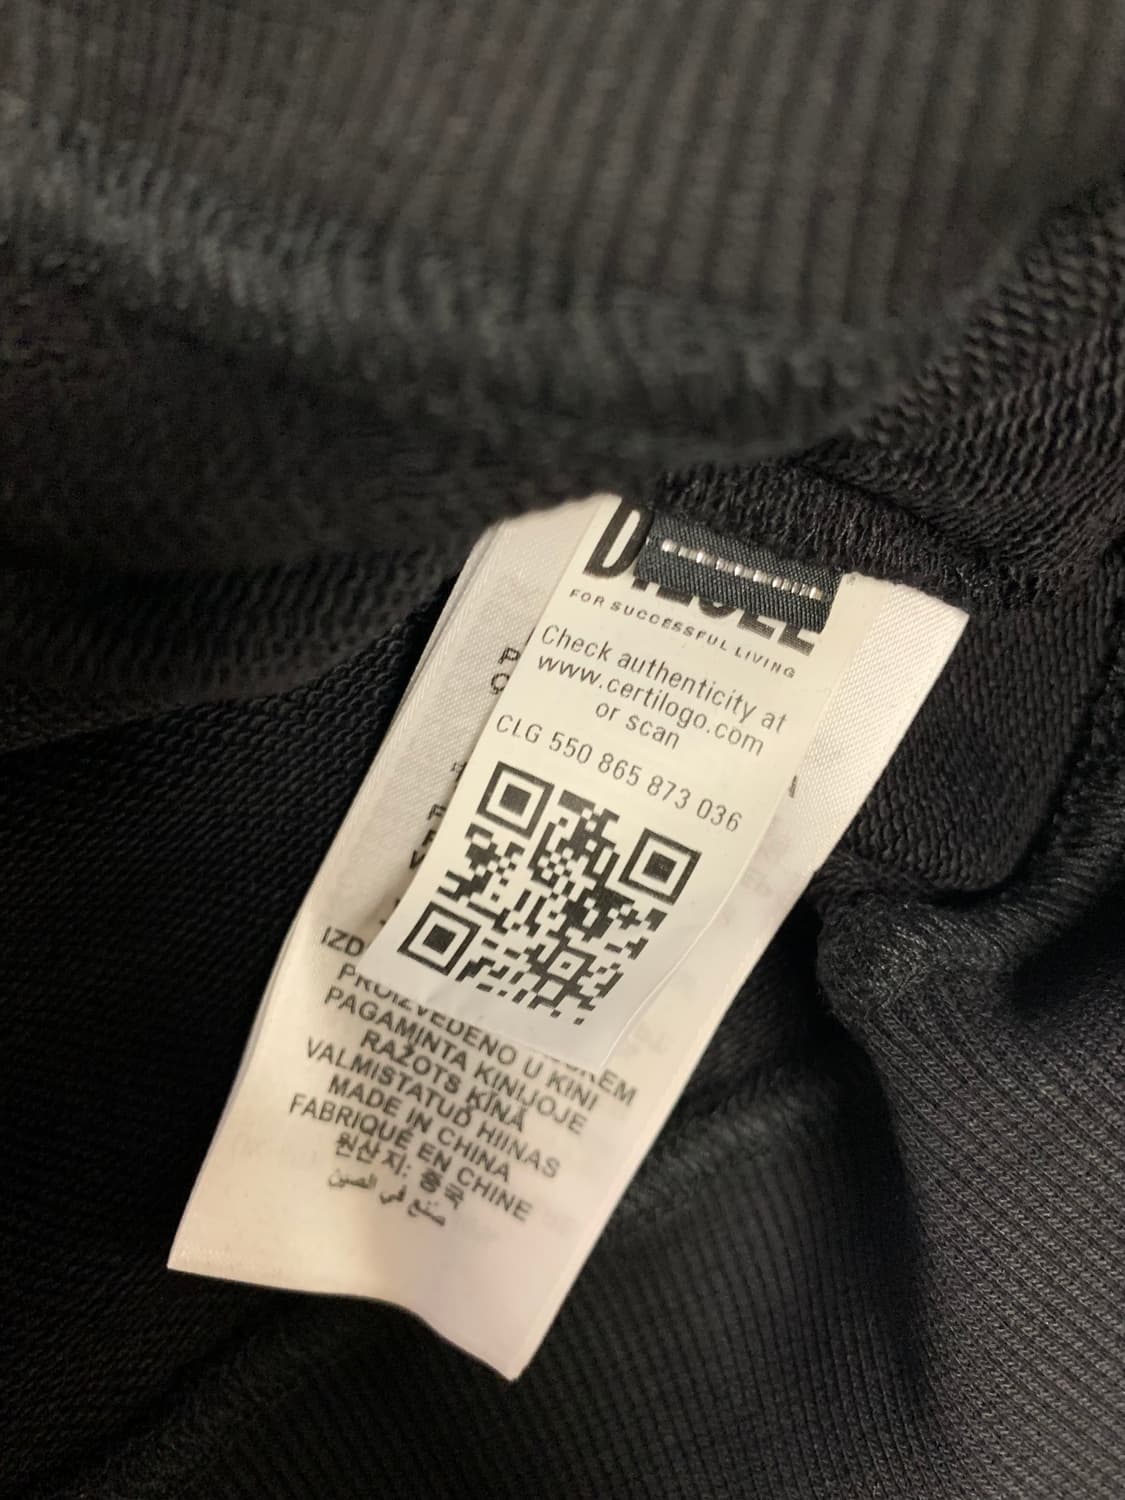 DIESEL
FOR SUCCESSFUL LIVING
Check authenticity at
www.certilogo.com
or scan
CLG 550 865 873 036
IZD
PROIZVEDENO U KINI
PAGAMINTA KINIJOJE
RAŽOTS ĶĪNĀ
VALMISTATUD HIINAS
MADE IN CHINA
FABRIQUÉ EN CHINE
원산지: 중국
صنع في الصين